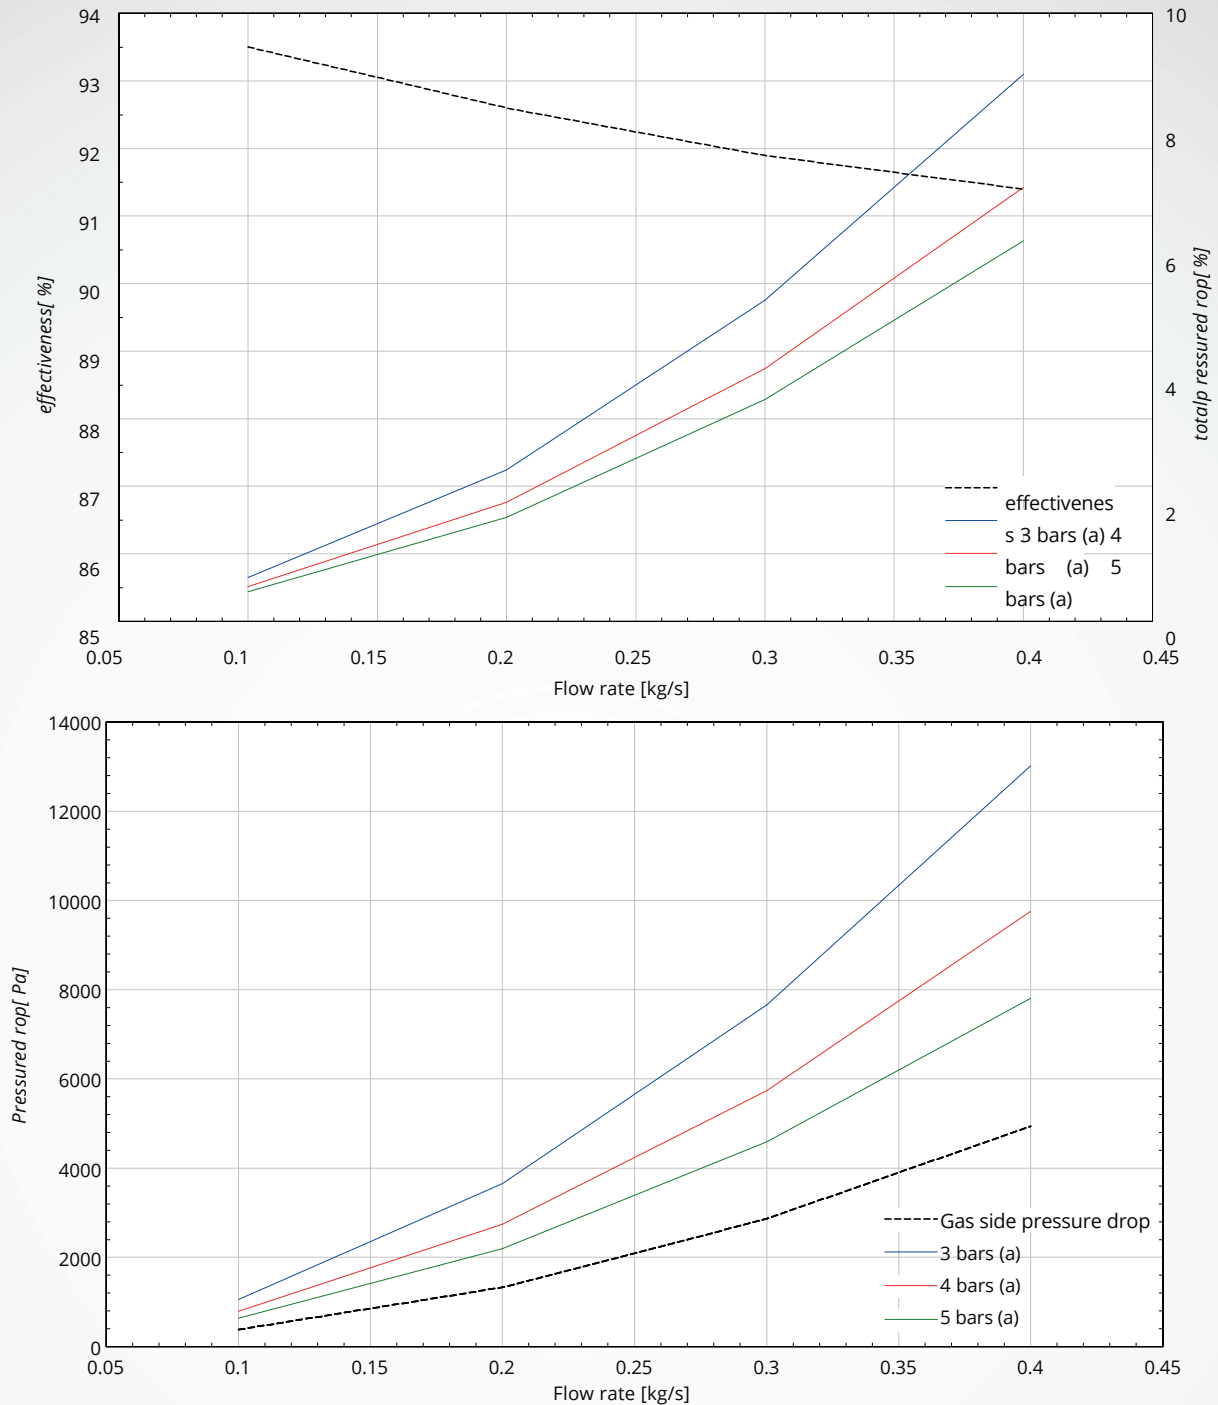 94
93
92
91
90
89
88
87
86
85
effectiveness[ %]
10
8
6
4
2
0
totalp ressured rop[ %]
effectivenes
s 3 bars (a) 4
bars (a) 5
bars (a)
0.05 0.1 0.15 0.2 0.25 0.3 0.35 0.4 0.45
Flow rate [kg/s]
14000
12000
10000
8000
6000
4000
2000
0
Pressured rop[ Pa]
Gas side pressure drop
3 bars (a)
4 bars (a)
5 bars (a)
0.05 0.1 0.15 0.2 0.25 0.3 0.35 0.4 0.45
Flow rate [kg/s]